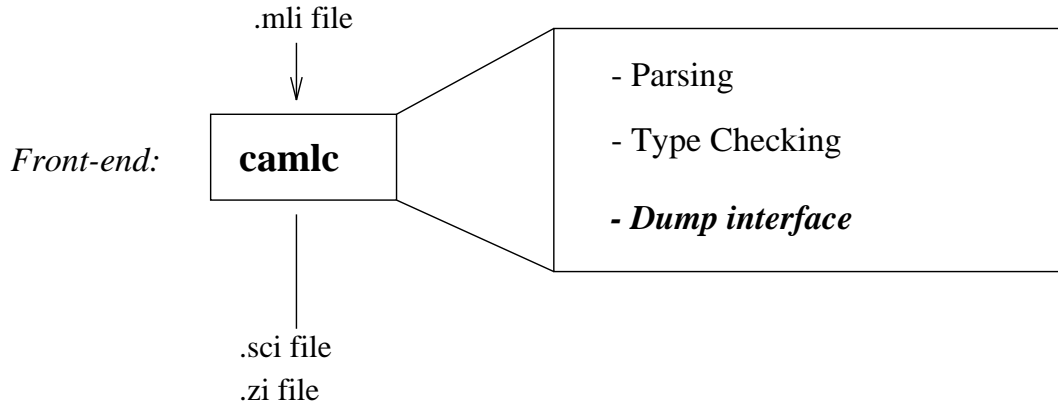 .mli file
Front-end:
camlc
- Parsing
- Type Checking
- Dump interface
.sci file
.zi file